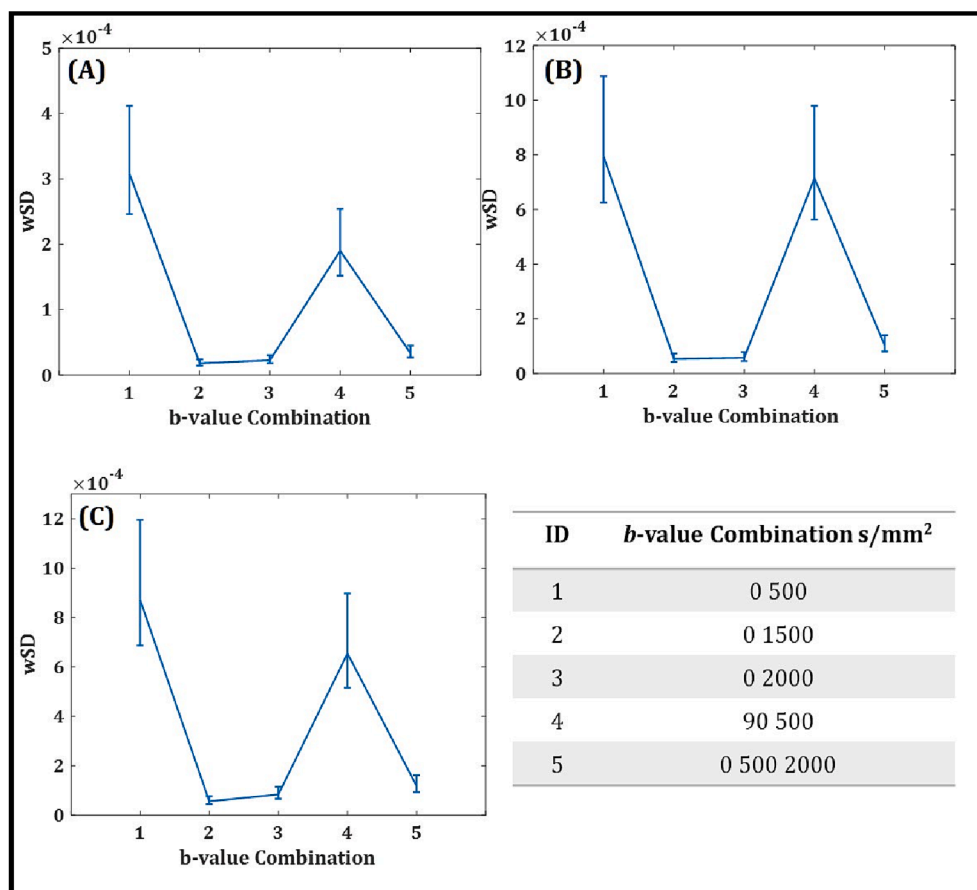 ×10⁻⁴
(A)
5
4
3
2
1
0
wSD
1 2 3 4 5
b-value Combination
×10⁻⁴
(B)
12
10
8
6
4
2
0
wSD
1 2 3 4 5
b-value Combination
×10⁻⁴
(C)
12
10
8
6
4
2
0
wSD
1 2 3 4 5
b-value Combination
ID b-value Combination s/mm²
1 0 500
2 0 1500
3 0 2000
4 90 500
5 0 500 2000